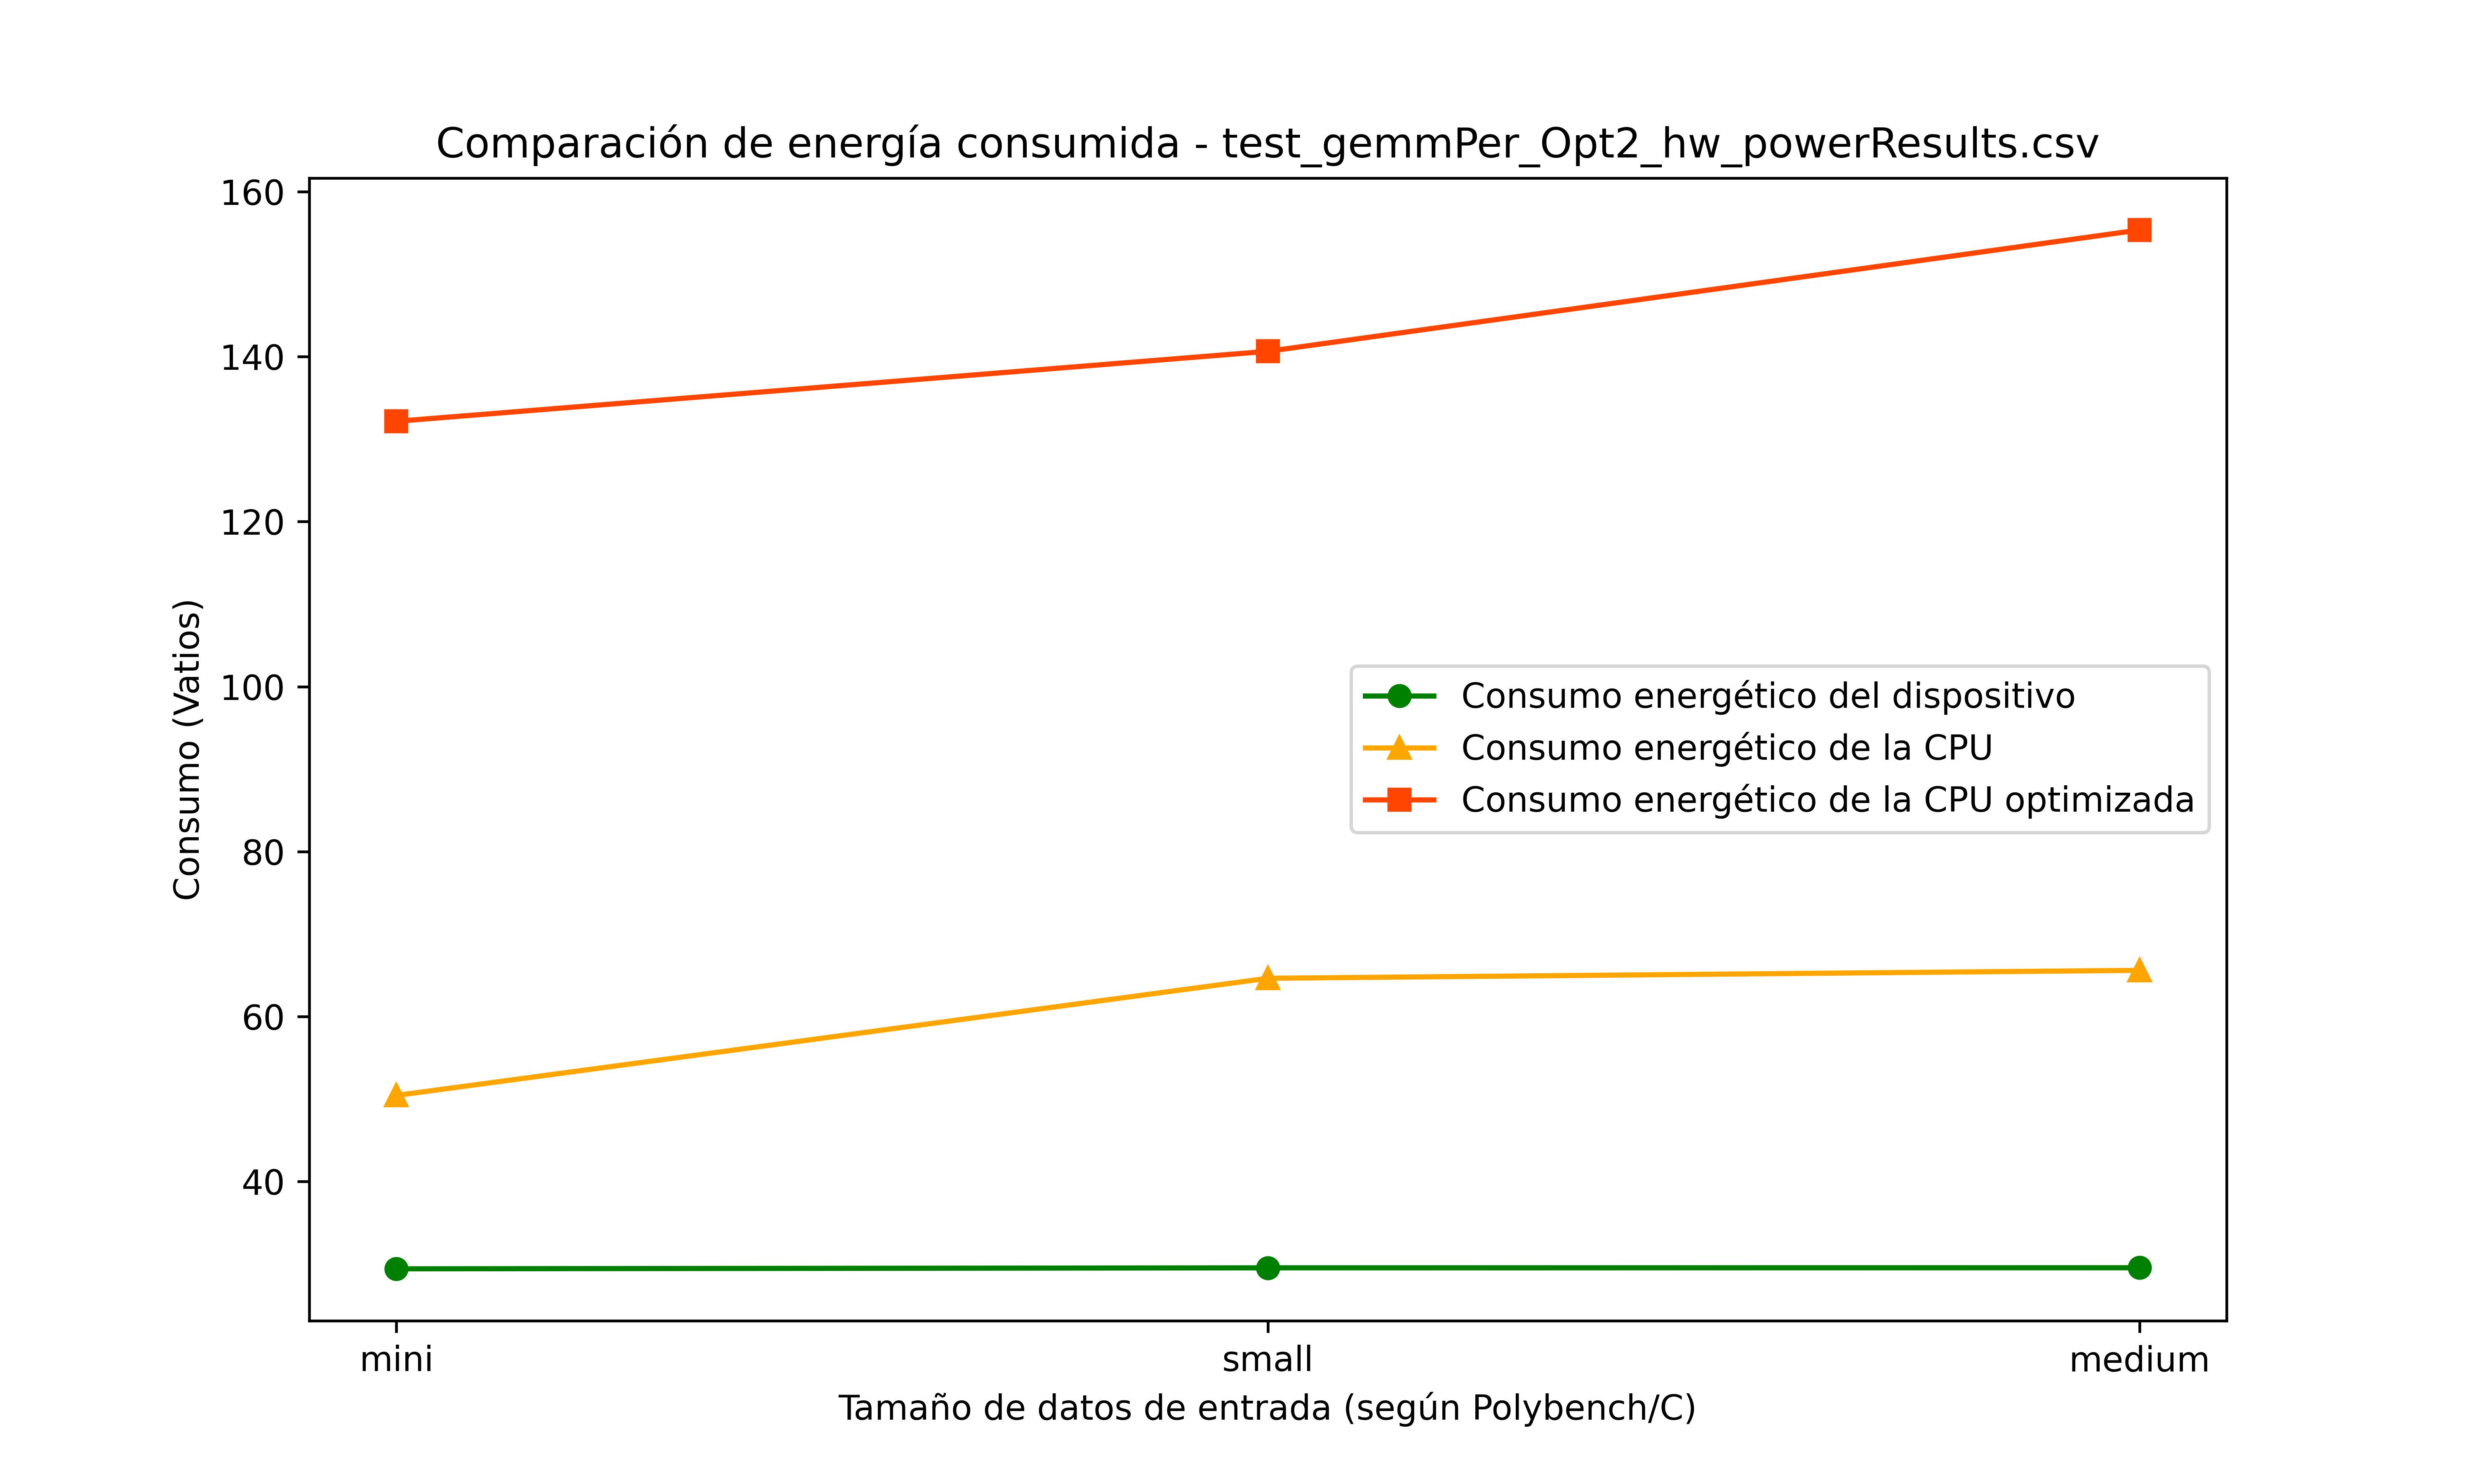 Comparación de energía consumida - test_gemmPer_Opt2_hw_powerResults.csv
160
140
120
100
80
60
40
Consumo (Vatios)
Consumo energético del dispositivo
Consumo energético de la CPU
Consumo energético de la CPU optimizada
mini small medium
Tamaño de datos de entrada (según Polybench/C)